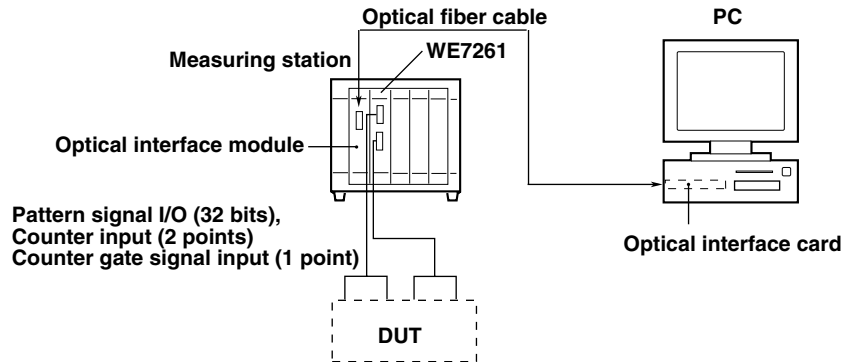 Optical fiber cable
PC
Measuring station
WE7261
Optical interface module
Pattern signal I/O (32 bits),
Counter input (2 points)
Counter gate signal input (1 point)
Optical interface card
DUT